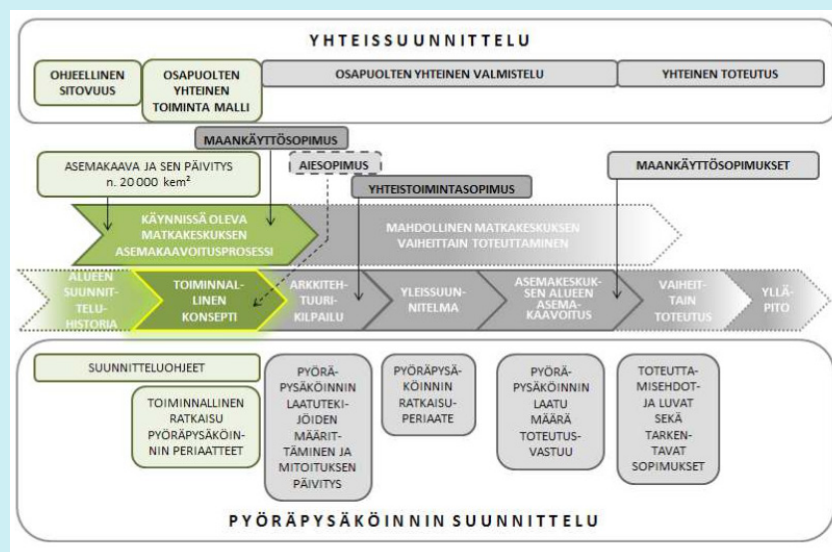 YHTEISSUUNNITTELU
OHJEELLINEN
SITOVUUS
OSAPUOLTEN
YHTEINEN
TOIMINTA MALLI
OSAPUOLTEN YHTEINEN VALMISTELU
YHTEINEN TOTEUTUS
MAANKÄYTTÖSOPIMUS
ASEMAKAAVA JA SEN PÄIVITYS
n. 20 000 kem²
AIESOPIMUS
YHTEISTOIMINTASOPIMUS
MAANKÄYTTÖSOPIMUKSET
KÄYNNISSÄ OLEVA
MATKAKESKUKSEN
ASEMAKAAVOITUSPROSESSI
MAHDOLLINEN MATKAKESKUKSEN
VAIHEITTAIN TOTEUTTAMINEN
ALUEEN
SUUNNIT-
TELU-
HISTORIA
TOIMINNAL-
LINEN
KONSEPTI
ARKKITEH-
TUURI-
KILPAILU
YLEISSUUN-
NITELMA
ASEMAKESKUK-
SEN ALUEEN
ASEMA-
KAAVOITUS
VAIHEIT-
TAIN
TOTEUTUS
YLLÄ-
PITO
SUUNNITTELUOHJEET
TOIMINNALLINEN
RATKAISU
PYÖRÄPYSÄKÖIN-
NIN PERIAATTEET
PYÖRÄ-
PYSÄKÖINNIN
LAATUTEKI-
JÖIDEN
MÄÄRIT-
TÄMINEN JA
MITOITUKSEN
PÄIVITYS
PYÖRÄPYSÄ-
KÖINNIN
RATKAISU-
PERIAATE
PYÖRÄ-
PYSÄKÖINNIN
LAATU
MÄÄRÄ
TOTEUTUS-
VASTUU
TOTEUTTA-
MISEHDOT-
JA LUVAT
SEKÄ
TARKEN-
TAVAT
SOPIMUKSET
PYÖRÄPYSÄKÖINNIN SUUNNITTELU